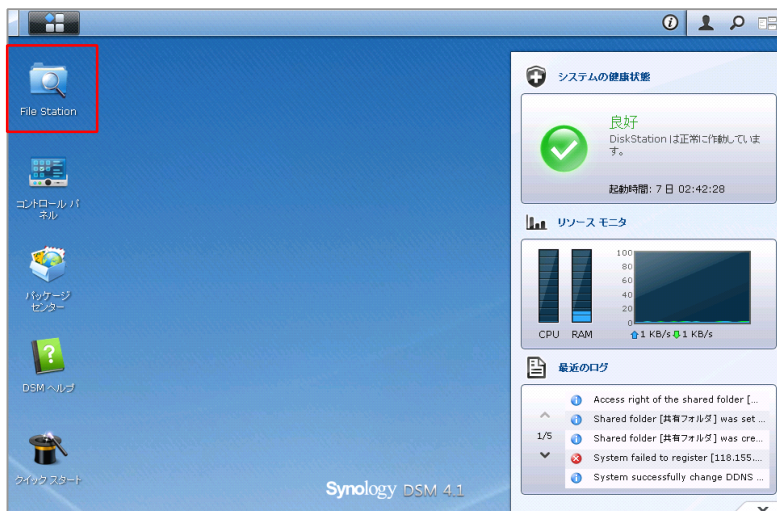 File Station
コントロール パ
ネル
パッケージ
センター
DSM ヘルプ
クイック スタート
Synology DSM 4.1
システムの健康状態
良好
DiskStation は正常に作動していま
す。
起動時間: 7 日 02:42:28
リソース モニタ
100
80
60
40
20
0
CPU RAM 1 KB/s 1 KB/s
最近のログ
Access right of the shared folder [...
Shared folder [共有フォルダ] was set ...
1/5
Shared folder [共有フォルダ] was cre...
System failed to register [118.155....
System successfully change DDNS ...